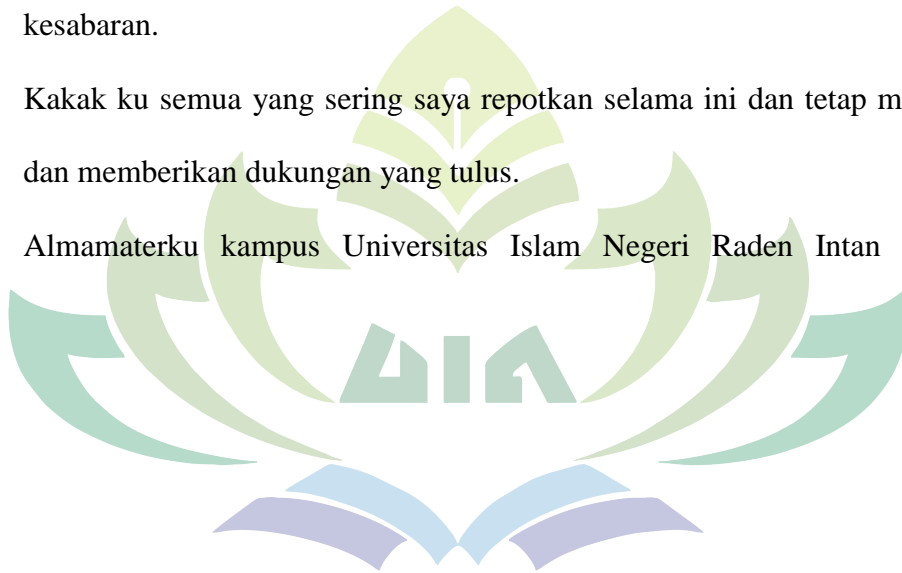 kesabaran.
Kakak ku semua yang sering saya repotkan selama ini dan tetap
dan memberikan dukungan yang tulus.
Almamaterku kampus Universitas Islam Negeri Raden Intan
UIN